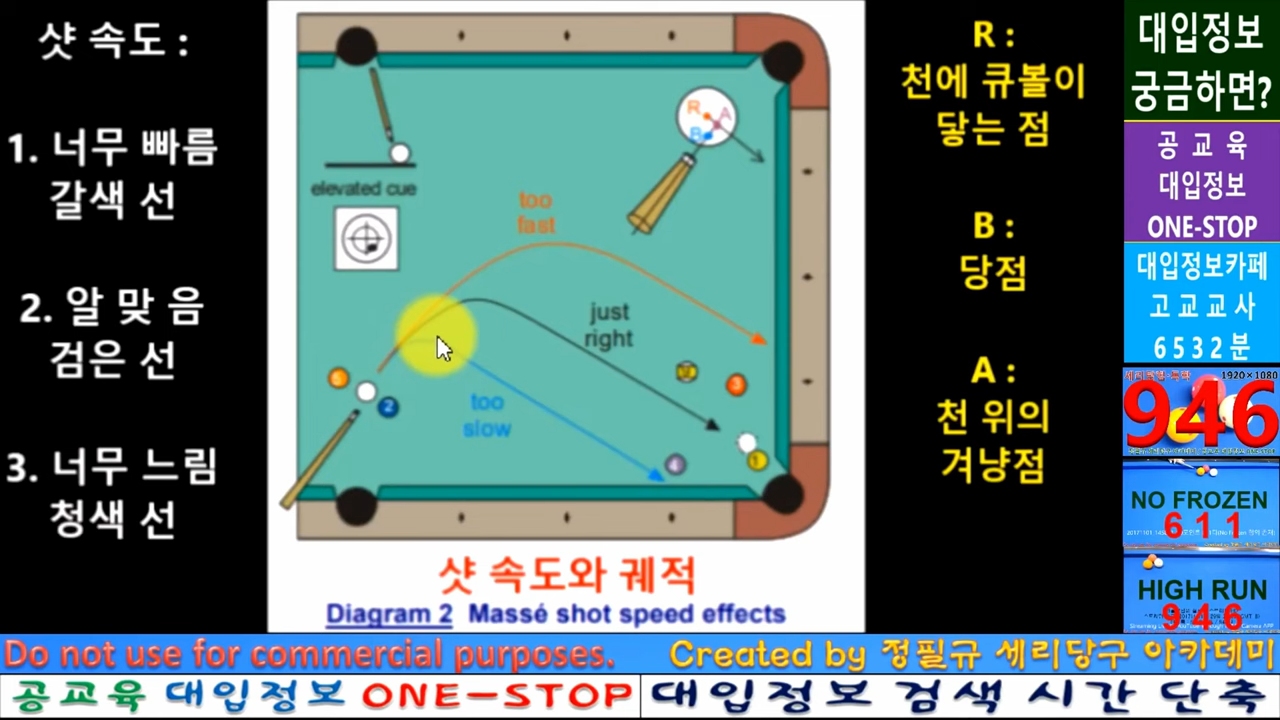 샷 속도 :
1. 너무 빠름
갈색 선
2. 알 맞 음
검은 선
3. 너무 느림
청색 선
elevated cue
R
A
B
too
fast
just
right
too
slow
2
3
4
1
샷 속도와 궤적
Diagram 2 Massé shot speed effects
R :
천에 큐볼이
닿는 점
B :
당점
A :
천 위의
겨냥점
대입정보
궁금하면?
공 교 육
대입정보
ONE-STOP
대입정보카페
고 교 교 사
6 5 3 2 분
1920×1080
946
NO FROZEN
6 1 1
HIGH RUN
9 4 6
Do not use for commercial purposes.
Created by 정필규 세리당구 아카데미
공교육 대입정보 ONE-STOP
대입정보 검색 시간 단축